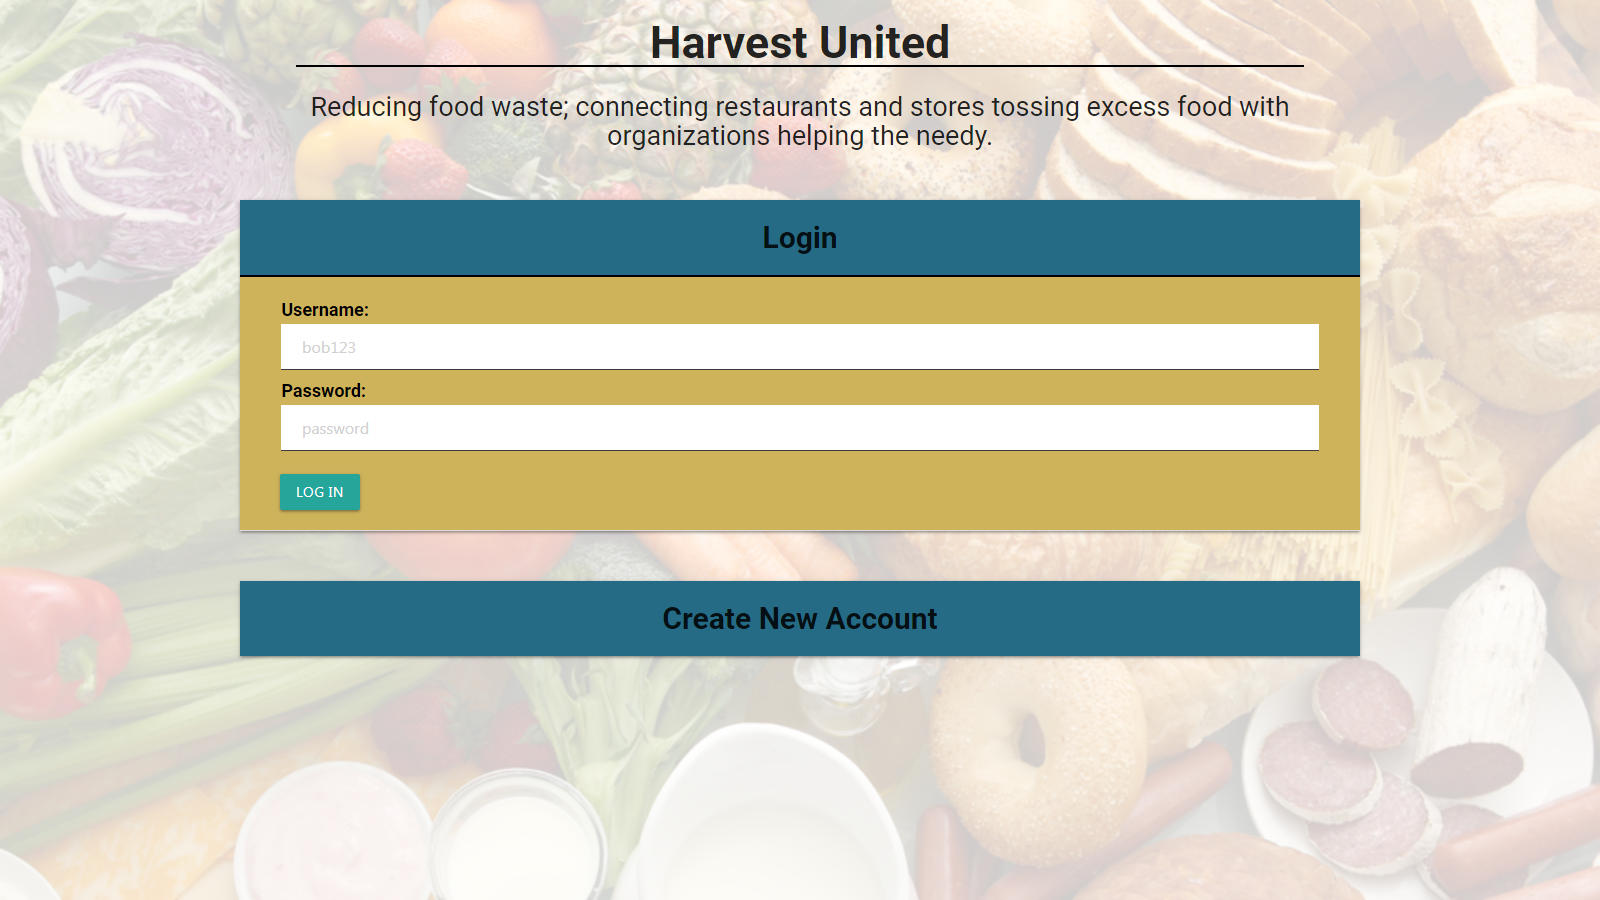 Harvest United
Reducing food waste; connecting restaurants and stores tossing excess food with
organizations helping the needy.
Login
Username:
bob123
Password:
password
LOG IN
Create New Account